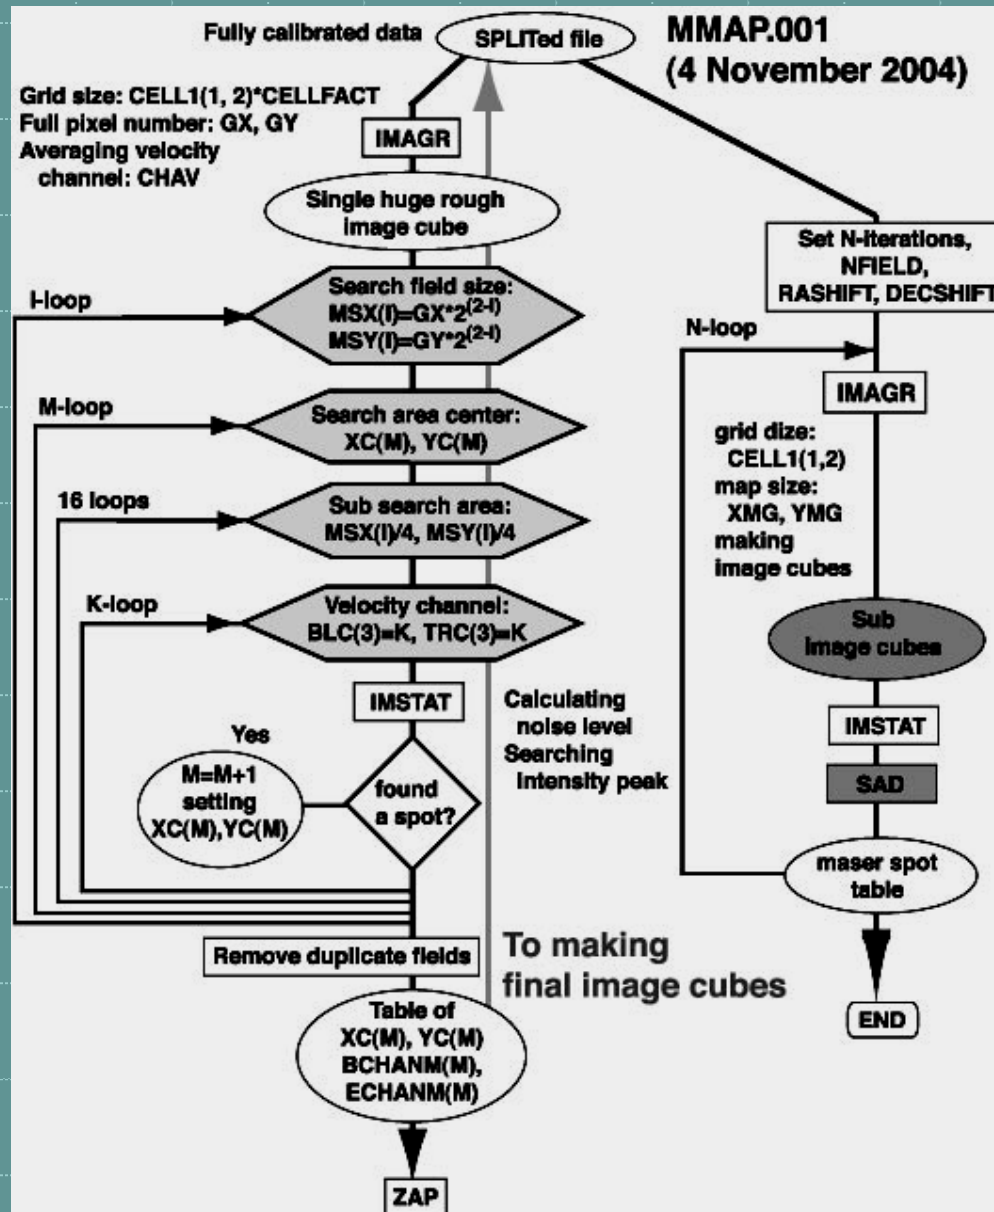 Fully calibrated data
SPLITed file
MMAP.001
(4 November 2004)
Grid size: CELL1(1, 2)*CELLFACT
Full pixel number: GX, GY
Averaging velocity
channel: CHAV
IMAGR
Single huge rough
image cube
I-loop
Search field size:
MSX(I)=GX*2^(2-I)
MSY(I)=GY*2^(2-I)
M-loop
Search area center:
XC(M), YC(M)
16 loops
Sub search area:
MSX(I)/4, MSY(I)/4
K-loop
Velocity channel:
BLC(3)=K, TRC(3)=K
IMSTAT
Calculating
noise level
Searching
Intensity peak
Yes
M=M+1
setting
XC(M),YC(M)
found
a spot?
Remove duplicate fields
To making
final image cubes
Table of
XC(M), YC(M)
BCHANM(M),
ECHANM(M)
ZAP
Set N-iterations,
NFIELD,
RASHIFT, DECSHIFT
N-loop
IMAGR
grid dize:
CELL1(1,2)
map size:
XMG, YMG
making
image cubes
Sub
image cubes
IMSTAT
SAD
maser spot
table
END